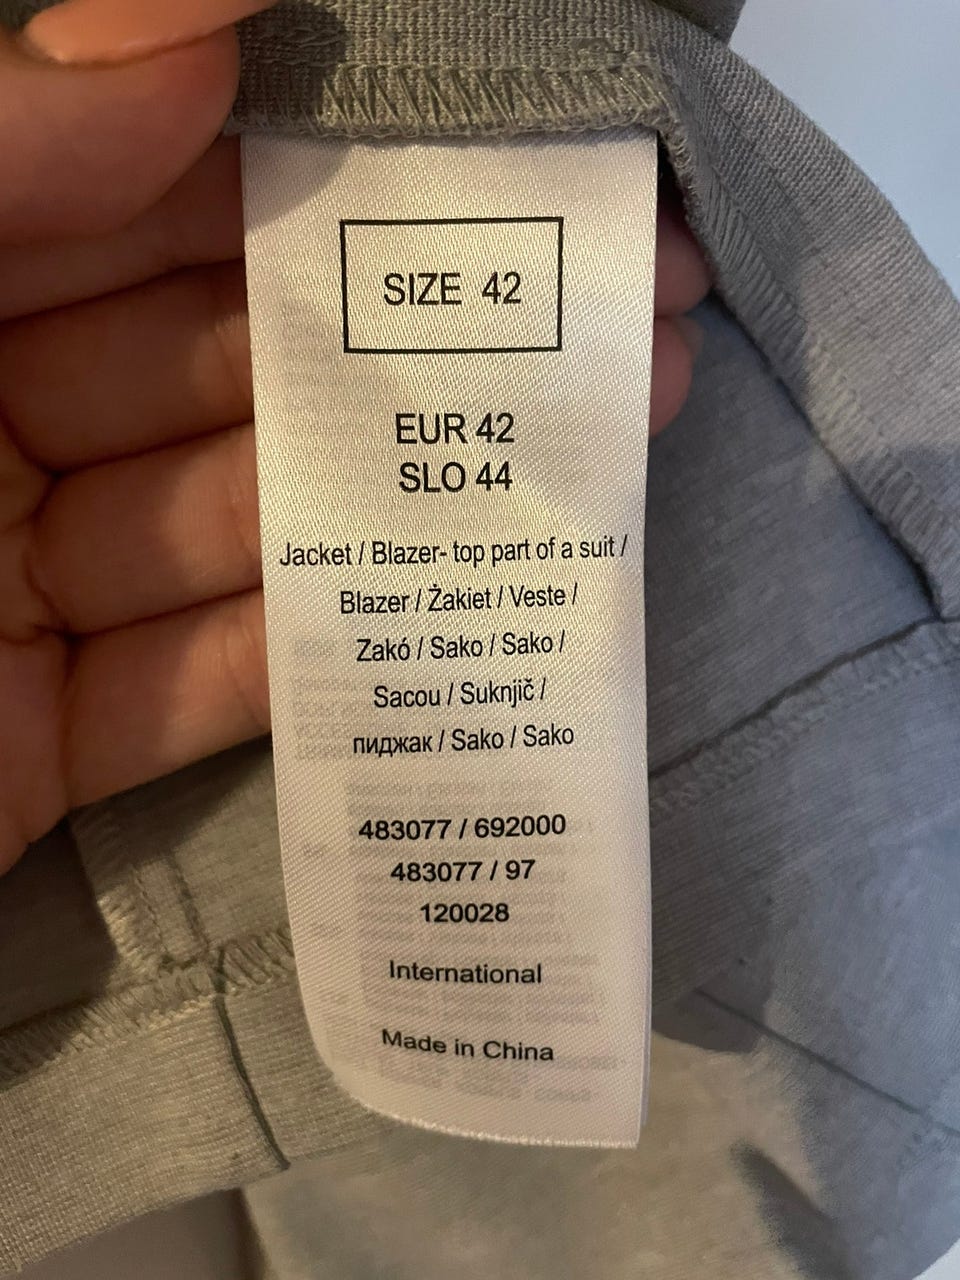 SIZE 42
EUR 42
SLO 44
Jacket / Blazer- top part of a suit /
Blazer / Żakiet / Veste /
Zakó / Sako / Sako /
Sacou / Suknjič /
пиджак / Sako / Sako
483077 / 692000
483077 / 97
120028
International
Made in China